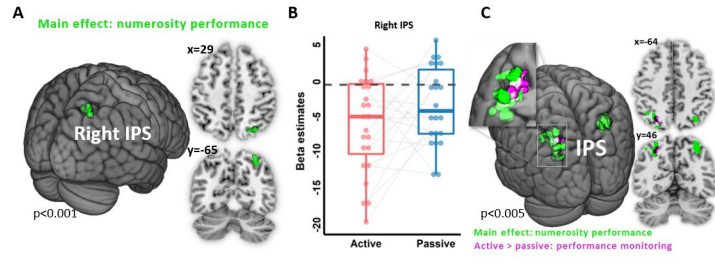 A
Main effect: numerosity performance
x=29
Right IPS
y=-65
p<0.001
B
Right IPS
Beta estimates
5
0
-5
-10
-15
-20
Active
Passive
C
x=-64
IPS
y=46
p<0.005
Main effect: numerosity performance
Active > passive: performance monitoring